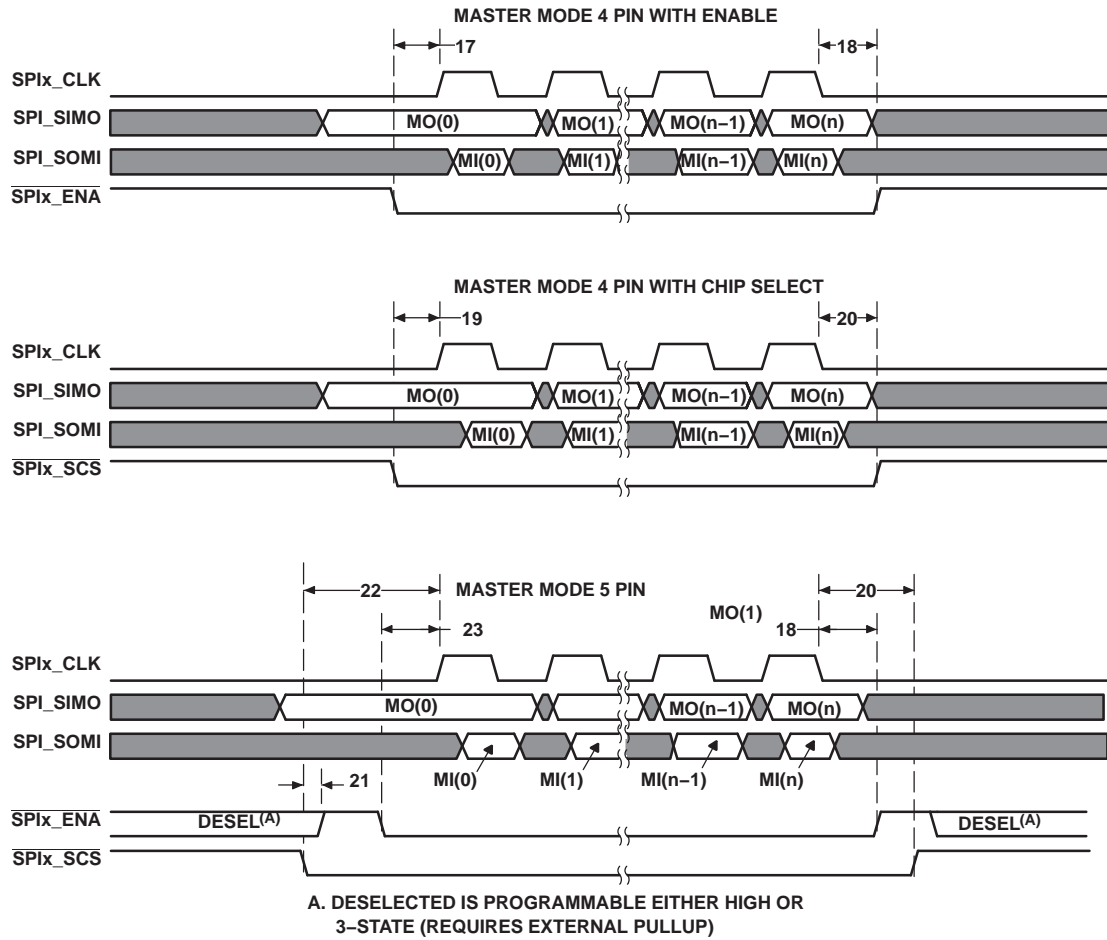 MASTER MODE 4 PIN WITH ENABLE
17 18
SPIx_CLK
SPI_SIMO MO(0) MO(1) MO(n−1) MO(n)
SPI_SOMI MI(0) MI(1) MI(n−1) MI(n)
SPIx_ENA
MASTER MODE 4 PIN WITH CHIP SELECT
19 20
SPIx_CLK
SPI_SIMO MO(0) MO(1) MO(n−1) MO(n)
SPI_SOMI MI(0) MI(1) MI(n−1) MI(n)
SPIx_SCS
22 MASTER MODE 5 PIN 20
MO(1)
23 18
SPIx_CLK
SPI_SIMO MO(0) MO(n−1) MO(n)
SPI_SOMI
21 MI(0) MI(1) MI(n−1) MI(n)
SPIx_ENA DESEL(A) DESEL(A)
SPIx_SCS
A. DESELECTED IS PROGRAMMABLE EITHER HIGH OR
3−STATE (REQUIRES EXTERNAL PULLUP)